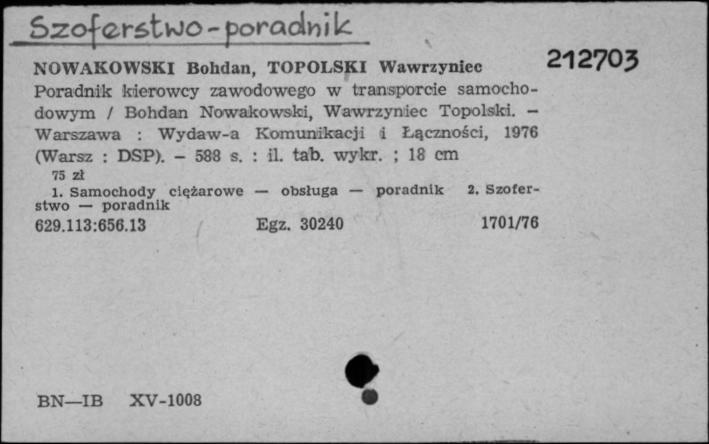 Szoferstwo-poradnik
212703
NOWAKOWSKI Bohdan, TOPOLSKI Wawrzyniec
Poradnik kierowcy zawodowego w transporcie samocho-
dowym / Bohdan Nowakowski, Wawrzyniec Topolski. —
Warszawa : Wydaw-a Komunikacji i Łączności, 1976
(Warsz : DSP). — 588 s. : il. tab. wykr. ; 18 cm
75 zł
1. Samochody ciężarowe — obsługa — poradnik 2. Szofer-
stwo — poradnik
629.113:656.13 Egz. 30240 1701/76
BN—IB XV-1008